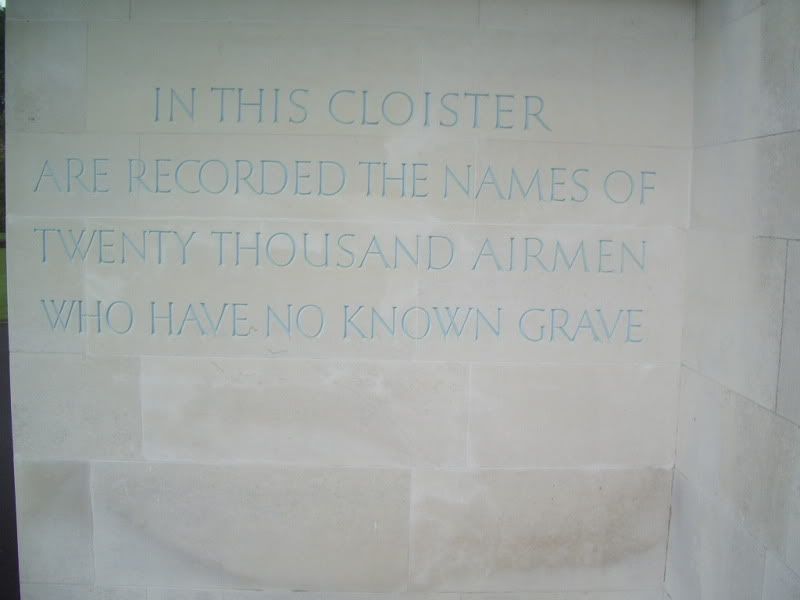 IN THIS CLOISTER
ARE RECORDED THE NAMES OF
TWENTY THOUSAND AIRMEN
WHO HAVE NO KNOWN GRAVE